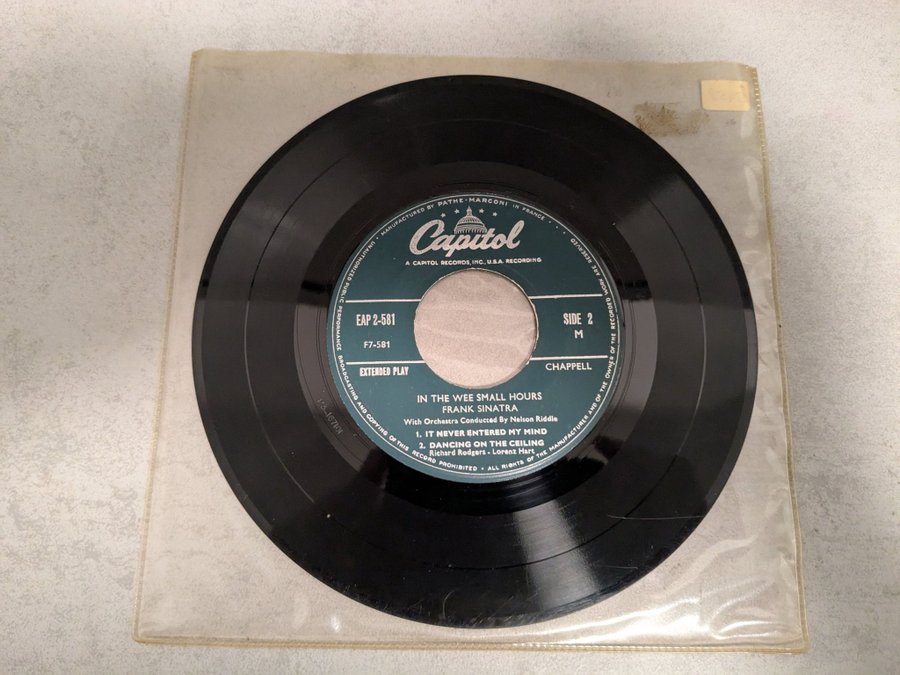 MANUFACTURED BY PATHE-MARCONI IN FRANCE
Capitol
A CAPITOL RECORDS, INC., U.S.A. RECORDING
EAP 2-581
SIDE 2
F7-581
M
EXTENDED PLAY
CHAPPELL
IN THE WEE SMALL HOURS
FRANK SINATRA
With Orchestra Conducted By Nelson Riddle
1. IT NEVER ENTERED MY MIND
2. DANCING ON THE CEILING
Richard Rodgers - Lorenz Hart
UNAUTHORIZED PUBLIC PERFORMANCE BROADCASTING AND COPYING OF THIS RECORD PROHIBITED • ALL RIGHTS OF THE MANUFACTURER AND OF THE OWNER OF THE RECORDED WORK ARE RESERVED